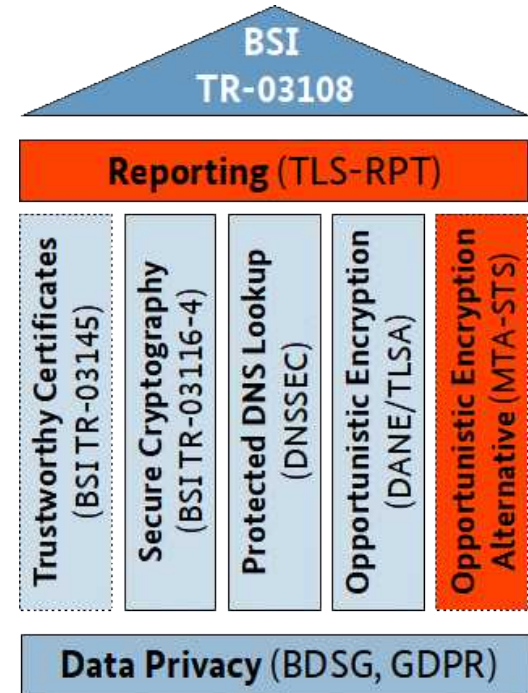 BSI
TR-03108
Reporting (TLS-RPT)
Trustworthy Certificates
(BSI TR-03145)
Secure Cryptography
(BSI TR-03116-4)
Protected DNS Lookup
(DNSSEC)
Opportunistic Encryption
(DANE/TLSA)
Opportunistic Encryption
Alternative (MTA-STS)
Data Privacy (BDSG, GDPR)